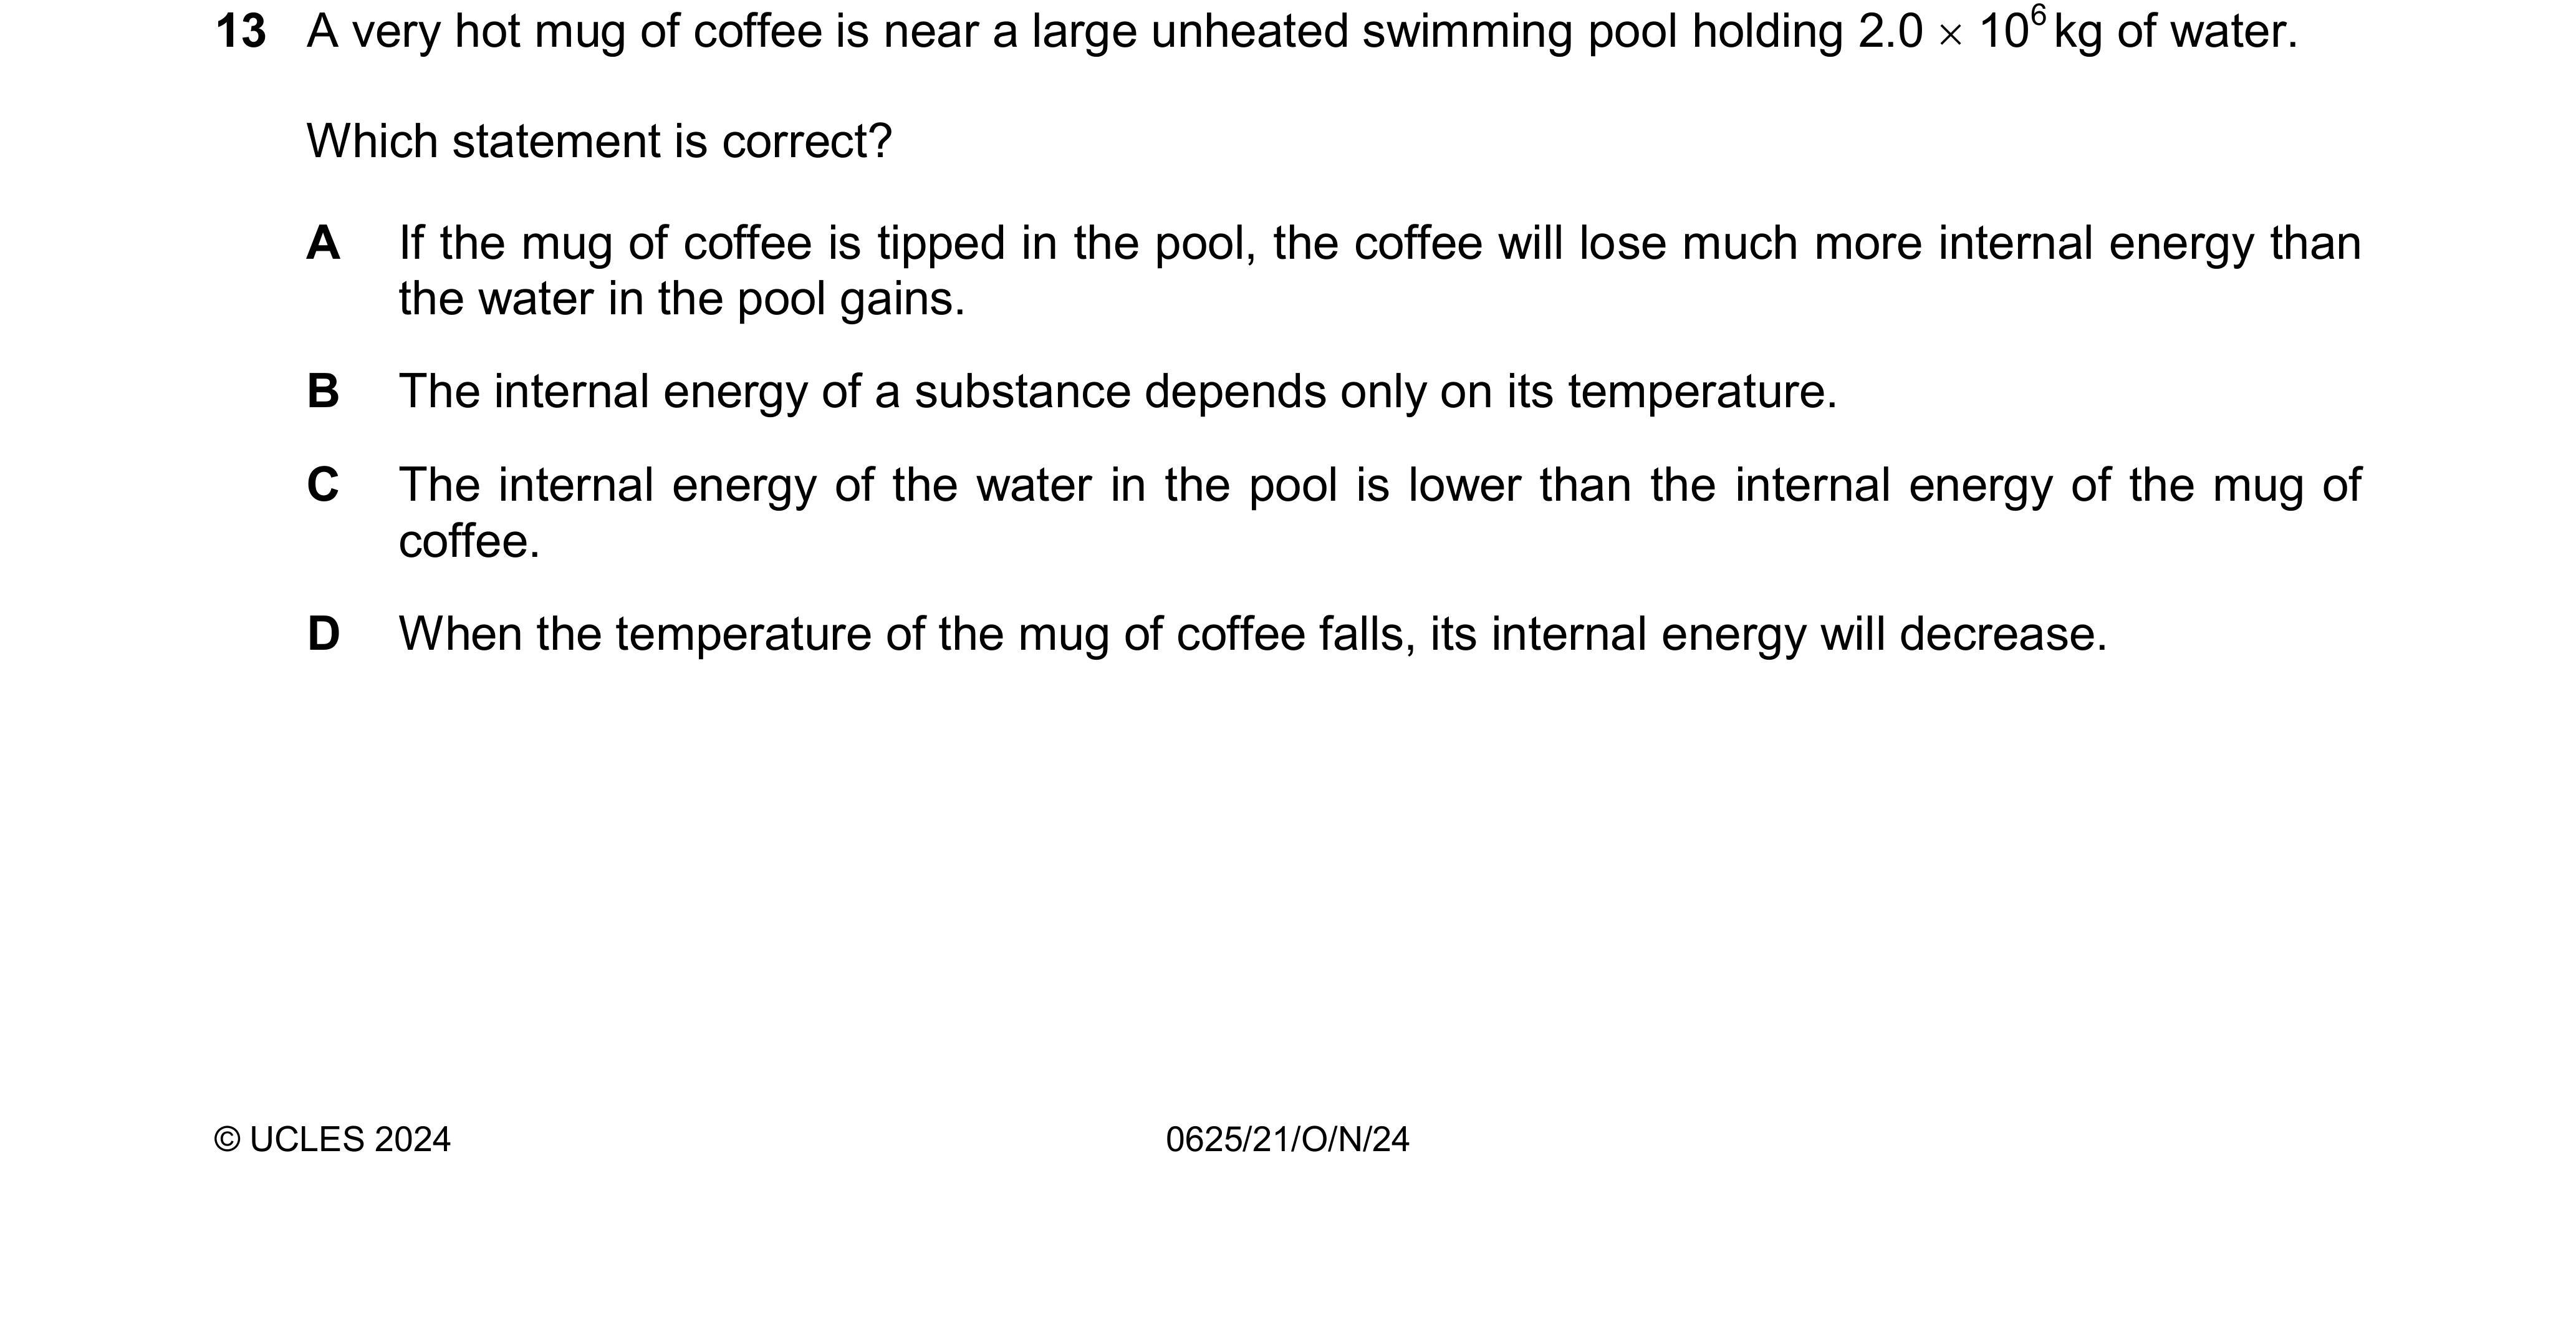 13 A very hot mug of coffee is near a large unheated swimming pool holding 2.0 × 10⁶ kg of water.
Which statement is correct?
A If the mug of coffee is tipped in the pool, the coffee will lose much more internal energy than
the water in the pool gains.
B The internal energy of a substance depends only on its temperature.
C The internal energy of the water in the pool is lower than the internal energy of the mug of
coffee.
D When the temperature of the mug of coffee falls, its internal energy will decrease.
© UCLES 2024 0625/21/O/N/24